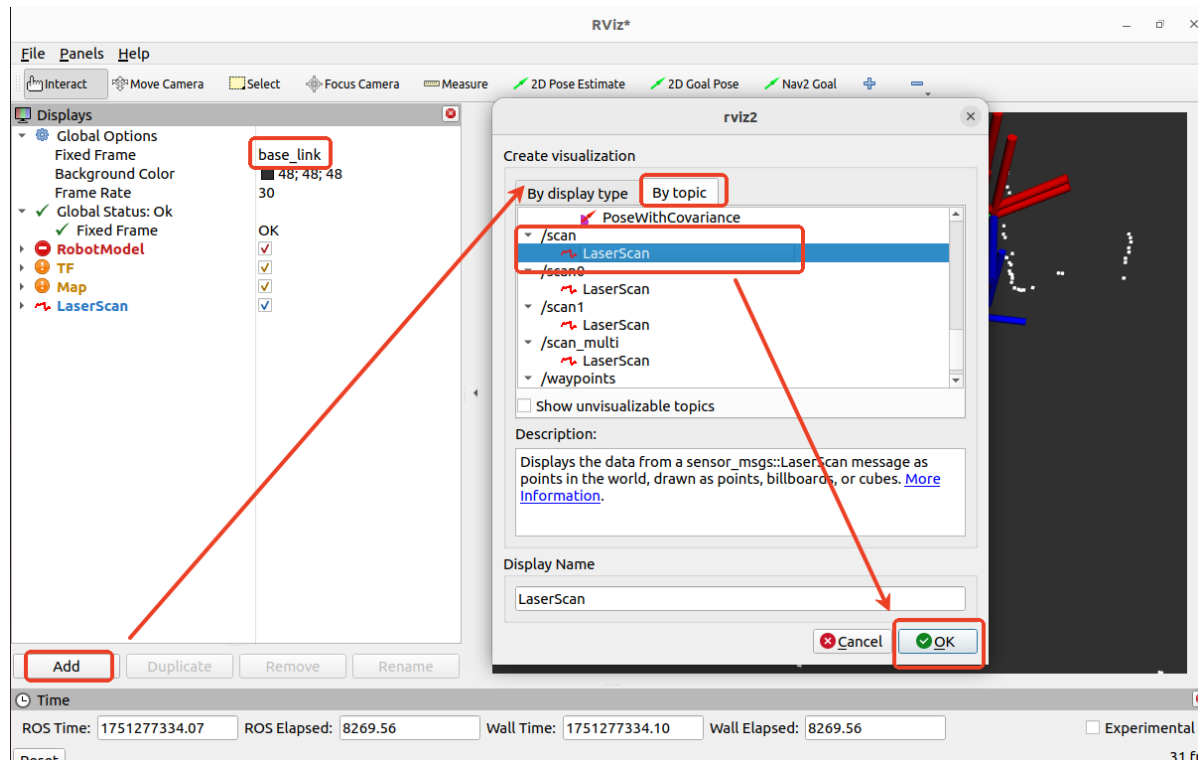 RViz*
File Panels Help
Interact Move Camera Select Focus Camera Measure 2D Pose Estimate 2D Goal Pose Nav2 Goal
Displays
Global Options
Fixed Frame base_link
Background Color 48; 48; 48
Frame Rate 30
Global Status: Ok
Fixed Frame OK
RobotModel
TF
Map
LaserScan
Add Duplicate Remove Rename
rviz2
Create visualization
By display type By topic
PoseWithCovariance
/scan
LaserScan
/scan0
LaserScan
/scan1
LaserScan
/scan_multi
LaserScan
/waypoints
Show unvisualizable topics
Description:
Displays the data from a sensor_msgs::LaserScan message as
points in the world, drawn as points, billboards, or cubes. More
Information.
Display Name
LaserScan
Cancel OK
Time
ROS Time: 1751277334.07 ROS Elapsed: 8269.56 Wall Time: 1751277334.10 Wall Elapsed: 8269.56 Experimental
Reset 31 f